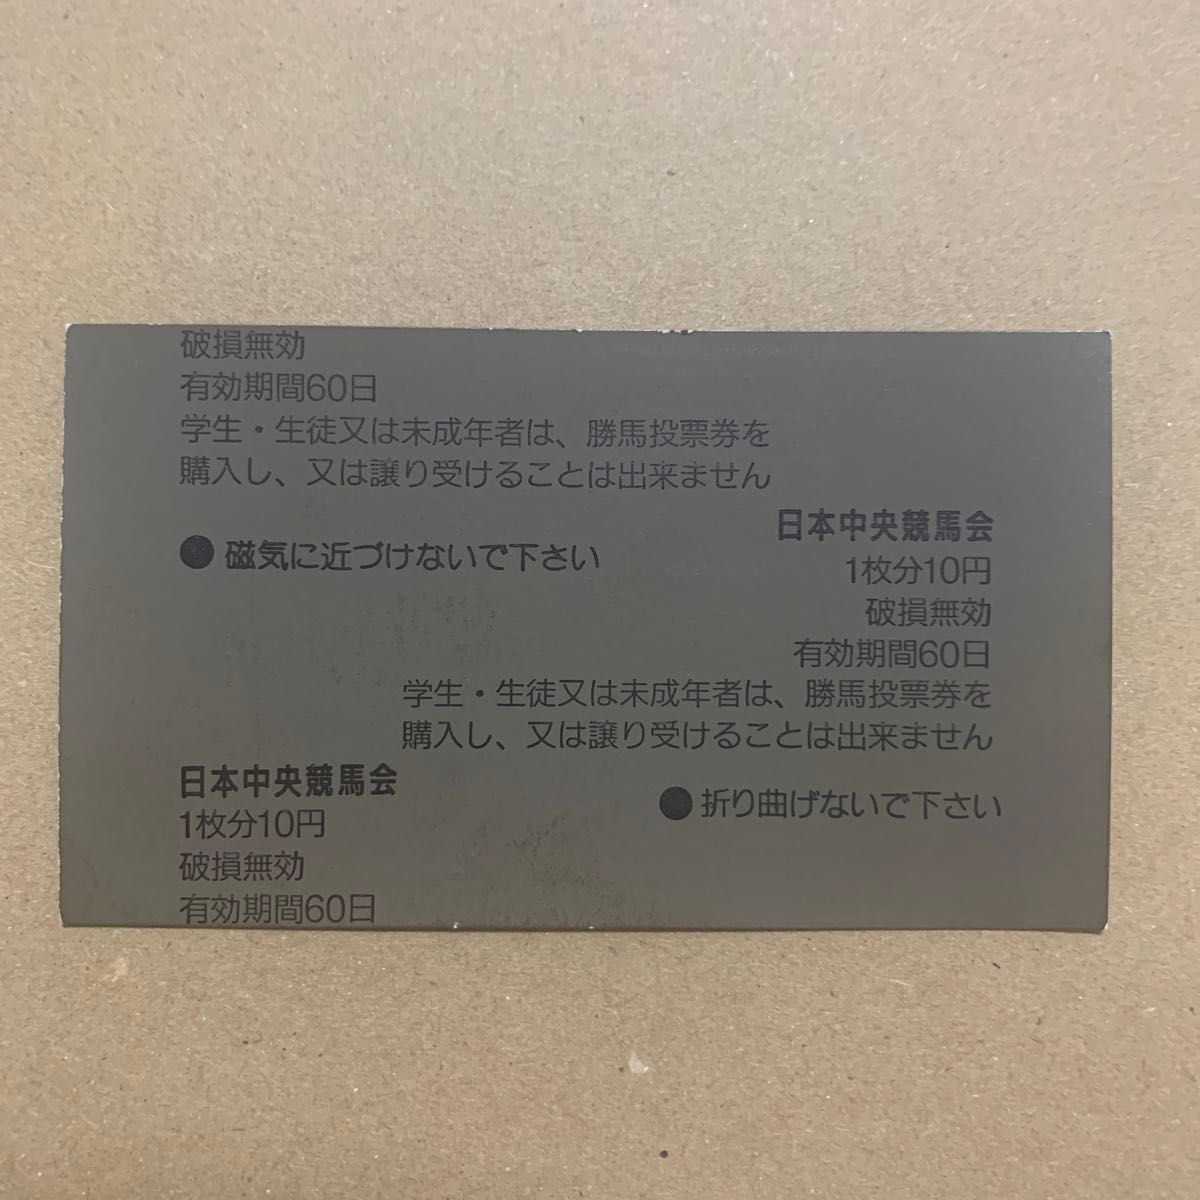 破損無効
有効期間60日
学生・生徒又は未成年者は、勝馬投票券を
購入し、又は譲り受けることは出来ません
●磁気に近づけないで下さい
日本中央競馬会
1枚分10円
破損無効
有効期間60日
学生・生徒又は未成年者は、勝馬投票券を
購入し、又は譲り受けることは出来ません
●折り曲げないで下さい
日本中央競馬会
1枚分10円
破損無効
有効期間60日